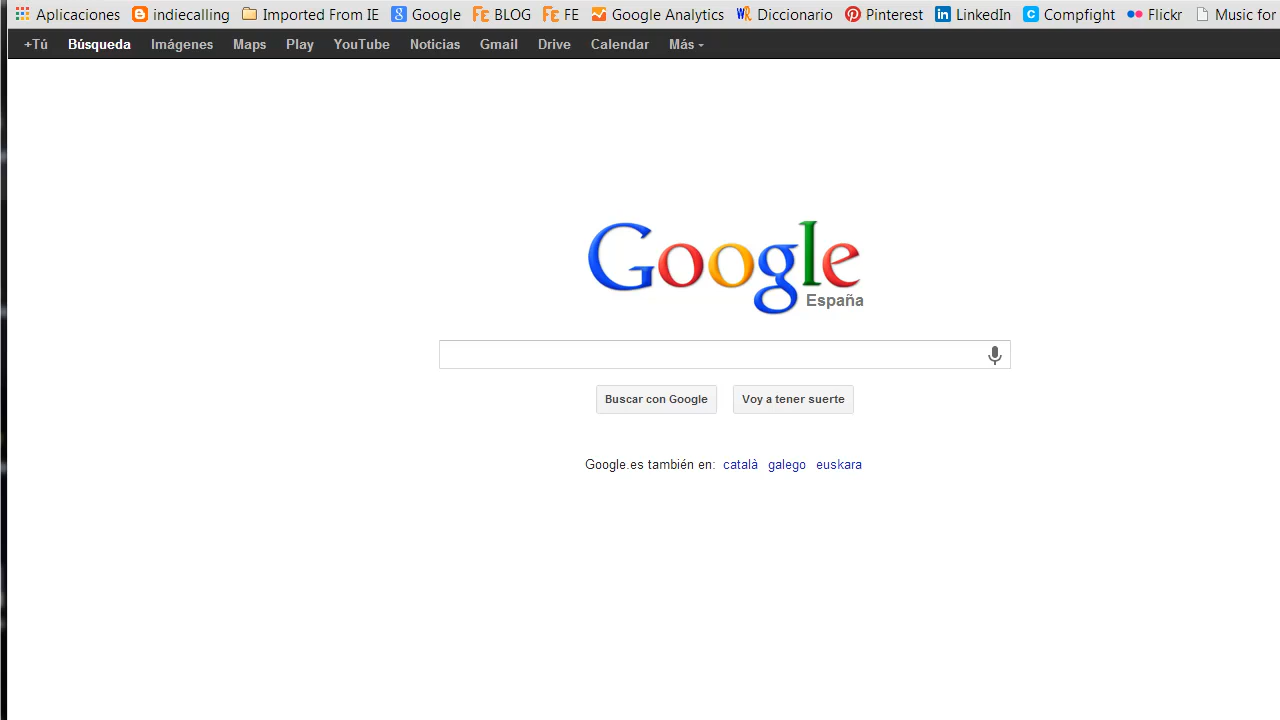 Aplicaciones indiecalling Imported From IE Google BLOG FE Google Analytics Diccionario Pinterest LinkedIn Compfight Flickr Music for
+Tú Búsqueda Imágenes Maps Play YouTube Noticias Gmail Drive Calendar Más
Google
España
Buscar con Google Voy a tener suerte
Google.es también en: català galego euskara